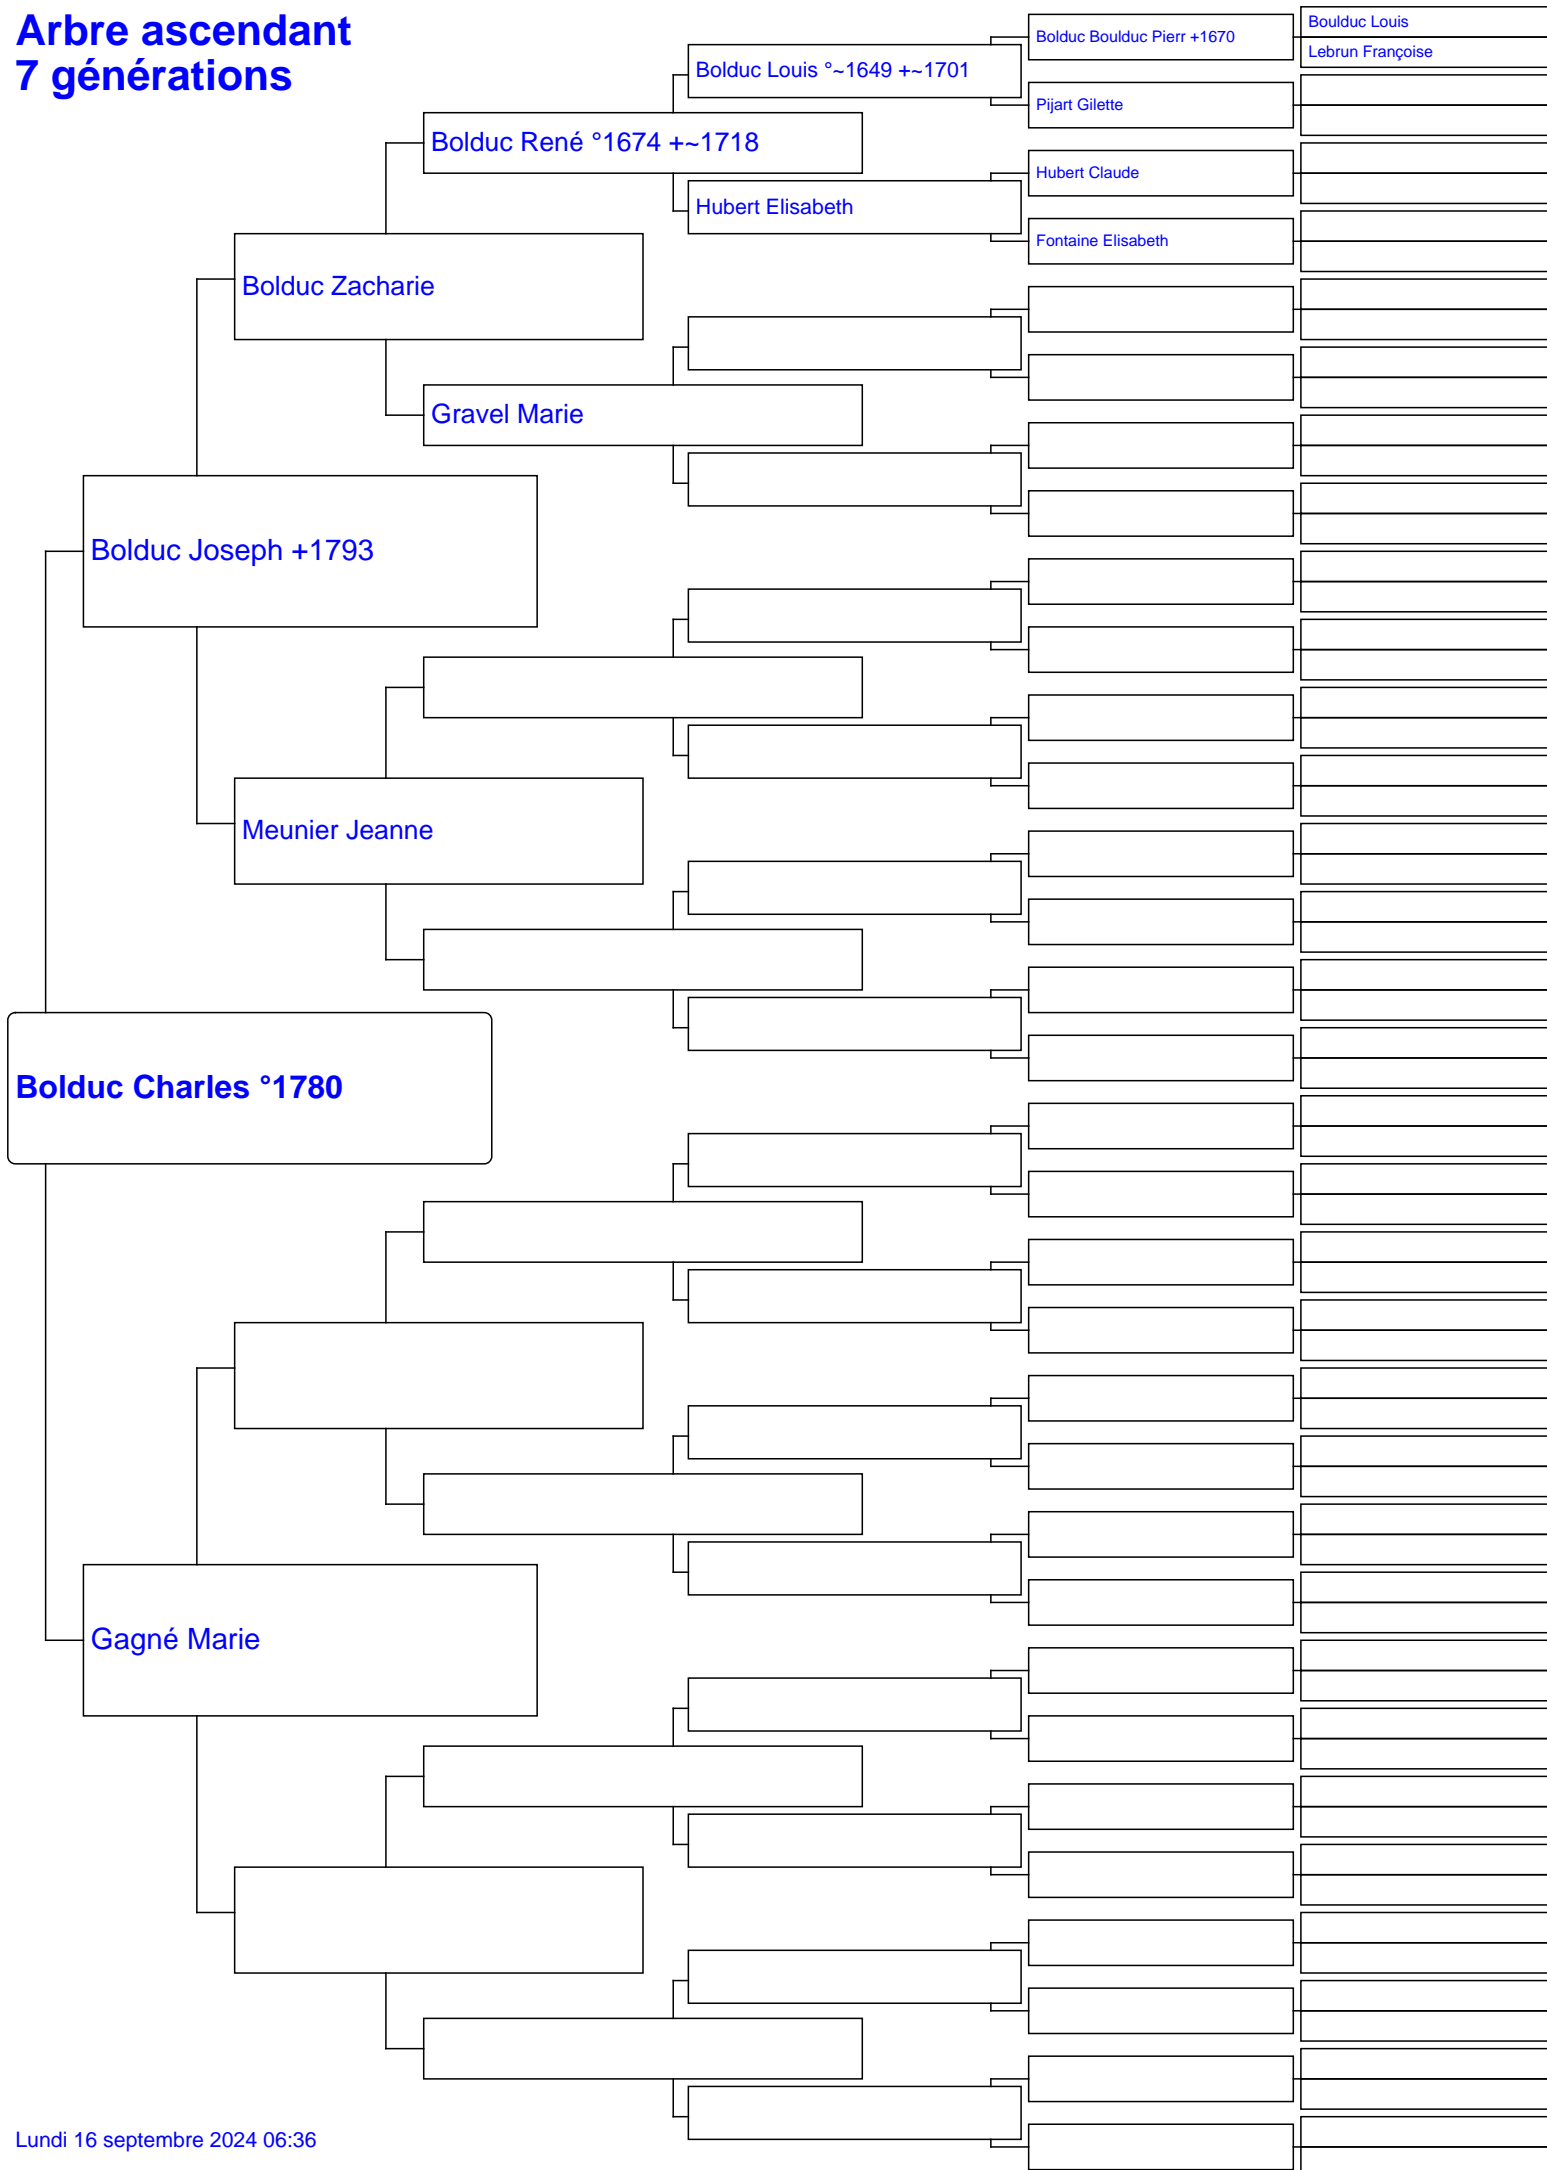 Arbre ascendant
7 générations
Boulduc Louis
Bolduc Boulduc Pierr +1670
Lebrun Françoise
Bolduc Louis °~1649 +~1701
Pijart Gilette
Bolduc René °1674 +~1718
Hubert Claude
Hubert Elisabeth
Fontaine Elisabeth
Bolduc Zacharie
Gravel Marie
Bolduc Joseph +1793
Meunier Jeanne
Bolduc Charles °1780
Gagné Marie
Lundi 16 septembre 2024 06:36